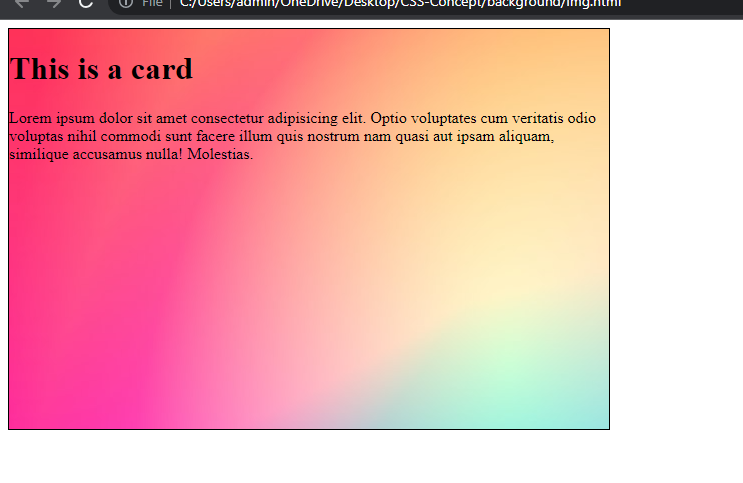 File | C:/Users/admin/OneDrive/Desktop/CSS-Concept/background/img.html
This is a card
Lorem ipsum dolor sit amet consectetur adipisicing elit. Optio voluptates cum veritatis odio
voluptas nihil commodi sunt facere illum quis nostrum nam quasi aut ipsam aliquam,
similique accusamus nulla! Molestias.